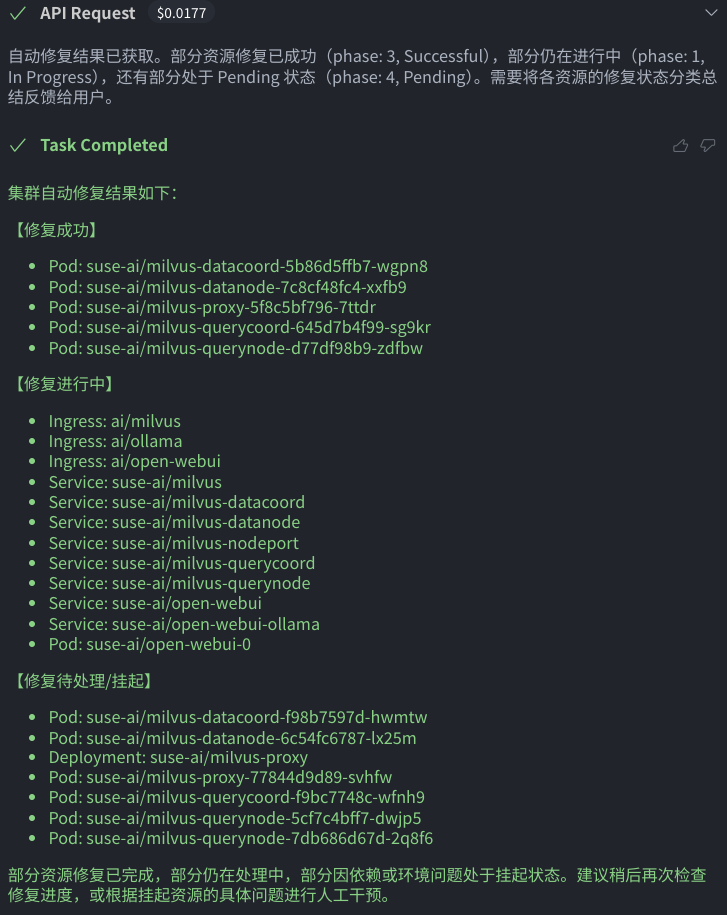 API Request $0.0177
自动修复结果已获取。部分资源修复已成功（phase: 3, Successful），部分仍在进行中（phase: 1,
In Progress），还有部分处于 Pending 状态（phase: 4, Pending）。需要将各资源的修复状态分类总
结反馈给用户。
Task Completed
集群自动修复结果如下：
【修复成功】
• Pod: suse-ai/milvus-datacoord-5b86d5ffb7-wgpn8
• Pod: suse-ai/milvus-datanode-7c8cf48fc4-xxfb9
• Pod: suse-ai/milvus-proxy-5f8c5bf796-7ttdr
• Pod: suse-ai/milvus-querycoord-645d7b4f99-sg9kr
• Pod: suse-ai/milvus-querynode-d77df98b9-zdfbw
【修复进行中】
• Ingress: ai/milvus
• Ingress: ai/ollama
• Ingress: ai/open-webui
• Service: suse-ai/milvus
• Service: suse-ai/milvus-datacoord
• Service: suse-ai/milvus-datanode
• Service: suse-ai/milvus-nodeport
• Service: suse-ai/milvus-querycoord
• Service: suse-ai/milvus-querynode
• Service: suse-ai/open-webui
• Service: suse-ai/open-webui-ollama
• Pod: suse-ai/open-webui-0
【修复待处理/挂起】
• Pod: suse-ai/milvus-datacoord-f98b7597d-hwmtw
• Pod: suse-ai/milvus-datanode-6c54fc6787-lx25m
• Deployment: suse-ai/milvus-proxy
• Pod: suse-ai/milvus-proxy-77844d9d89-svhfw
• Pod: suse-ai/milvus-querycoord-f9bc7748c-wfnh9
• Pod: suse-ai/milvus-querynode-5cf7c4bff7-dwjp5
• Pod: suse-ai/milvus-querynode-7db686d67d-2q8f6
部分资源修复已完成，部分仍在处理中，部分因依赖或环境问题处于挂起状态。建议稍后再次检查
修复进度，或根据挂起资源的具体问题进行人工干预。